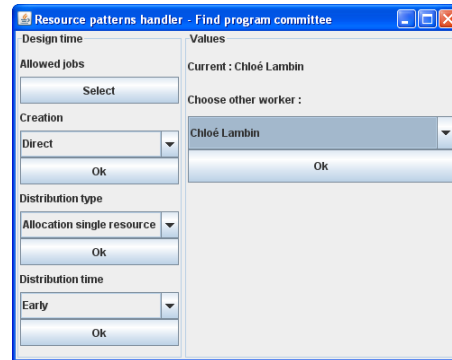 Resource patterns handler - Find program committee
Design time
Allowed jobs
Select
Creation
Direct
Ok
Distribution type
Allocation single resource
Ok
Distribution time
Early
Ok
Values
Current : Chloé Lambin
Choose other worker :
Chloé Lambin
Ok